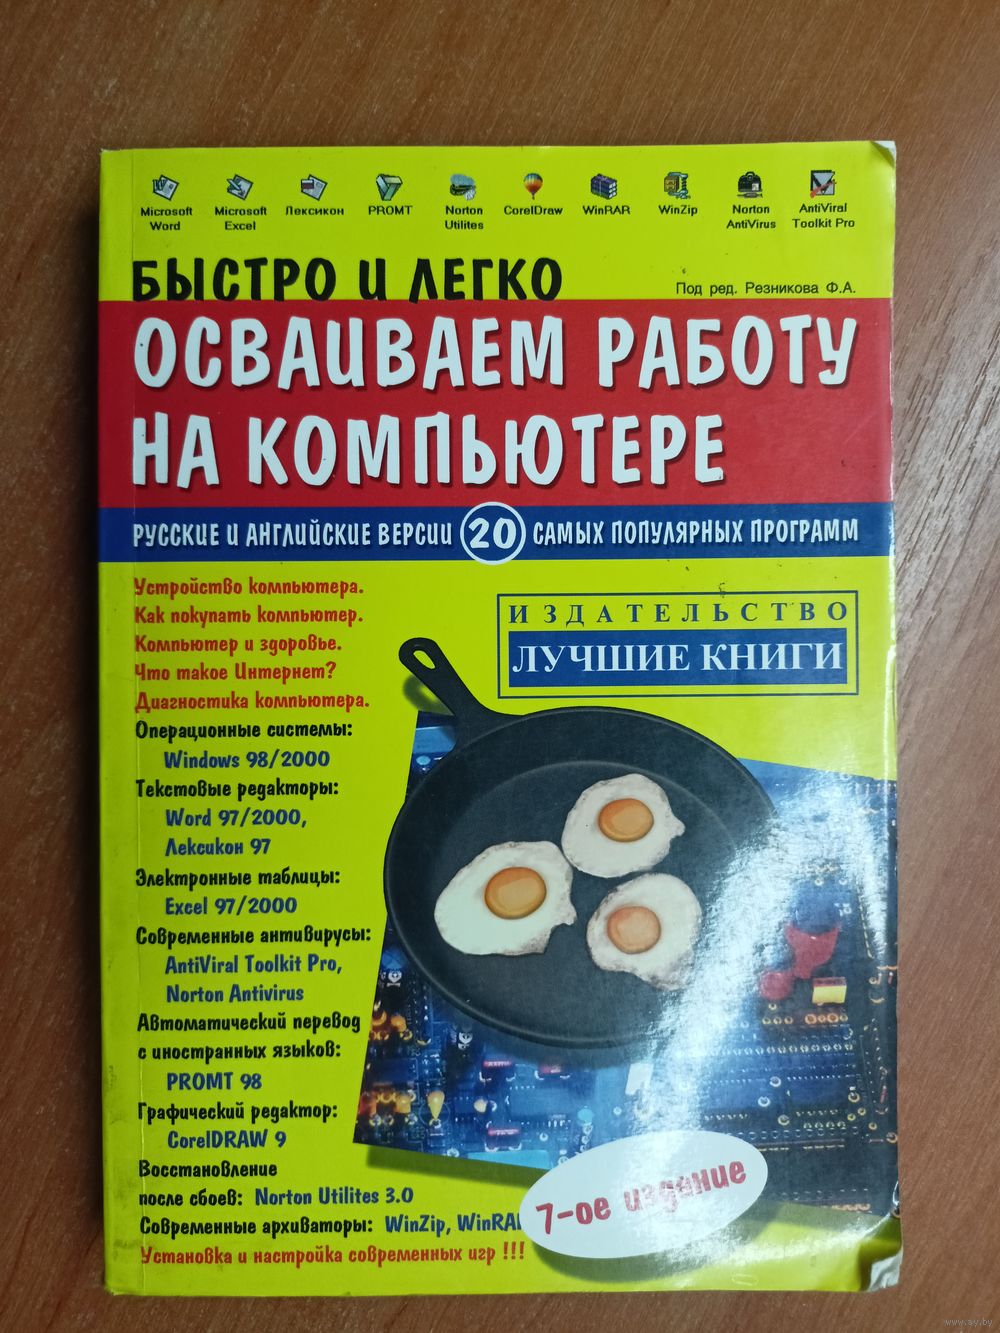 Microsoft Word
Microsoft Excel
Лексикон
PROMT
Norton Utilites
CorelDraw
WinRAR
WinZip
Norton AntiVirus
AntiViral Toolkit Pro
БЫСТРО И ЛЕГКО
Под ред. Резникова Ф.А.
ОСВАИВАЕМ РАБОТУ
НА КОМПЬЮТЕРЕ
РУССКИЕ И АНГЛИЙСКИЕ ВЕРСИИ 20 САМЫХ ПОПУЛЯРНЫХ ПРОГРАММ
ИЗДАТЕЛЬСТВО
ЛУЧШИЕ КНИГИ
Устройство компьютера.
Как покупать компьютер.
Компьютер и здоровье.
Что такое Интернет?
Диагностика компьютера.
Операционные системы:
Windows 98/2000
Текстовые редакторы:
Word 97/2000,
Лексикон 97
Электронные таблицы:
Excel 97/2000
Современные антивирусы:
AntiViral Toolkit Pro,
Norton Antivirus
Автоматический перевод
с иностранных языков:
PROMT 98
Графический редактор:
CorelDRAW 9
Восстановление
после сбоев: Norton Utilites 3.0
Современные архиваторы: WinZip, WinRAR
Установка и настройка современных игр !!!
7-ое издание
www.ay.by